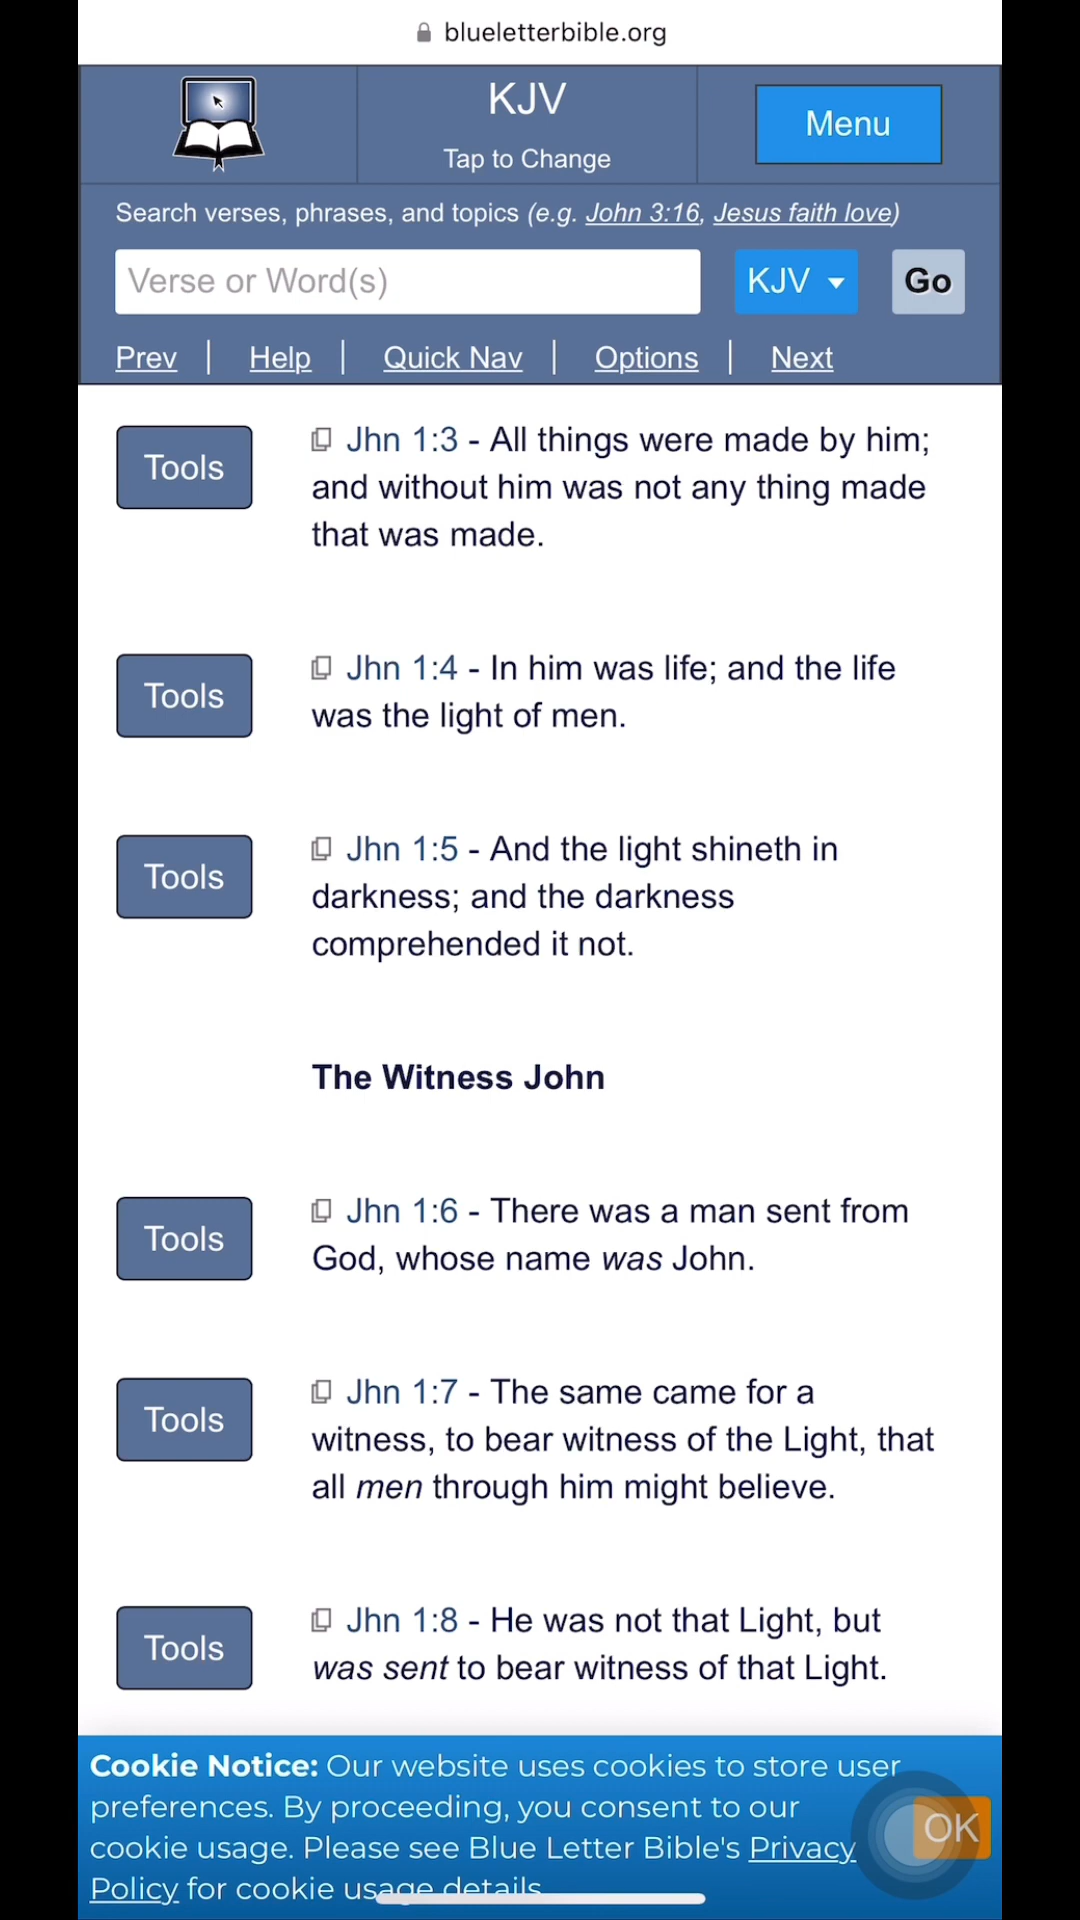 blueletterbible.org
KJV
Tap to Change
Menu
Search verses, phrases, and topics (e.g. John 3:16, Jesus faith love)
Verse or Word(s)
KJV
Go
Prev | Help | Quick Nav | Options | Next
Tools
Jhn 1:3 - All things were made by him;
and without him was not any thing made
that was made.
Tools
Jhn 1:4 - In him was life; and the life
was the light of men.
Tools
Jhn 1:5 - And the light shineth in
darkness; and the darkness
comprehended it not.
The Witness John
Tools
Jhn 1:6 - There was a man sent from
God, whose name was John.
Tools
Jhn 1:7 - The same came for a
witness, to bear witness of the Light, that
all men through him might believe.
Tools
Jhn 1:8 - He was not that Light, but
was sent to bear witness of that Light.
Cookie Notice: Our website uses cookies to store user
preferences. By proceeding, you consent to our
cookie usage. Please see Blue Letter Bible's Privacy
Policy for cookie usage details
OK